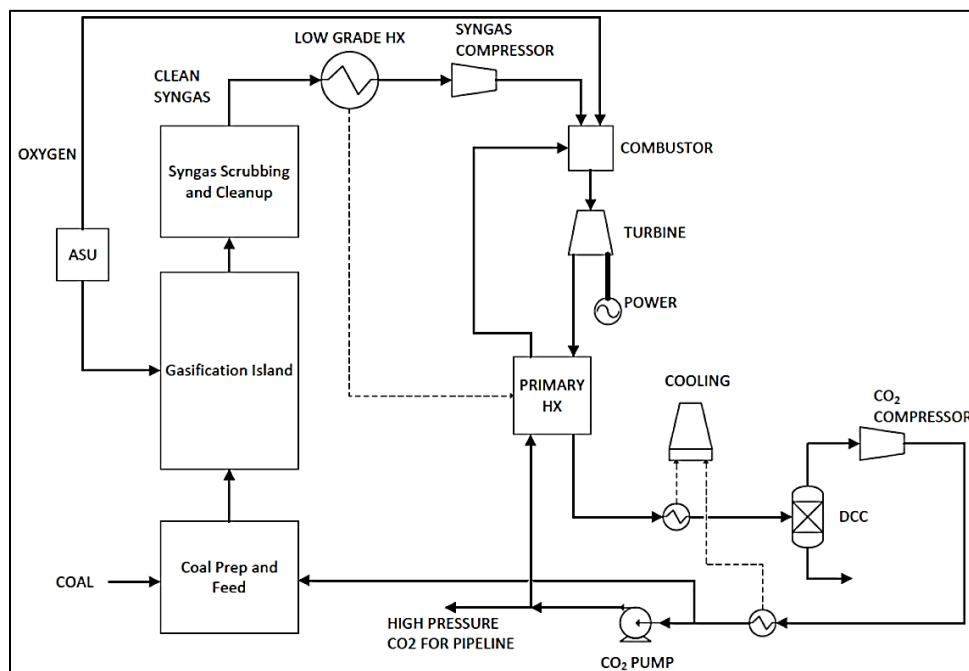 LOW GRADE HX
SYNGAS
COMPRESSOR
CLEAN
SYNGAS
OXYGEN
Syngas Scrubbing
and Cleanup
COMBUSTOR
ASU
TURBINE
POWER
Gasification Island
PRIMARY
HX
COOLING
CO₂
COMPRESSOR
DCC
COAL
Coal Prep and
Feed
HIGH PRESSURE
CO2 FOR PIPELINE
CO₂ PUMP